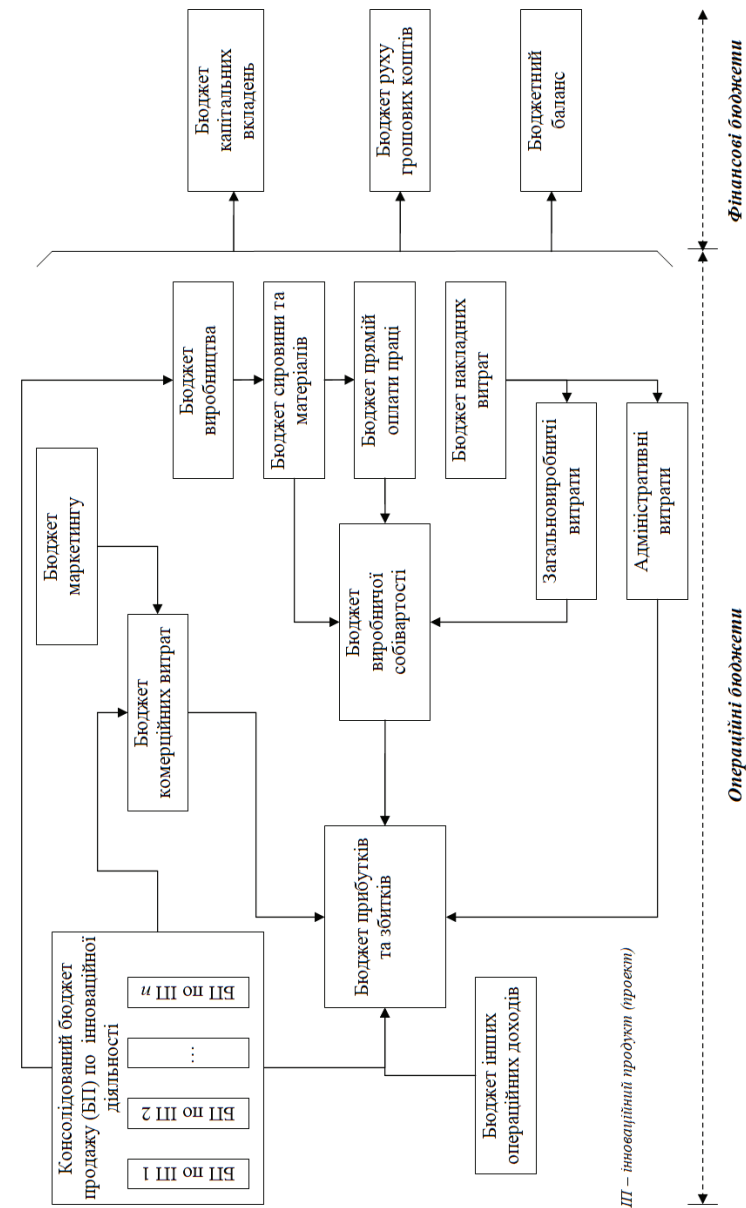 Консолідований бюджет
продажу (БП) по інноваційної
діяльності
БП по ІП 1
БП по ІП 2
…
БП по ІП n
Бюджет
маркетингу
Бюджет
комерційних витрат
Бюджет
виробництва
Бюджет сировини та
матеріалів
Бюджет прямій
оплати праці
Бюджет накладних
витрат
Бюджет
виробничої
собівартості
Загальновиробничі
витрати
Адміністративні
витрати
Бюджет прибутків
та збитків
Бюджет інших
операційних доходів
Бюджет
капітальних
вкладень
Бюджет руху
грошових коштів
Бюджетний
баланс
ІП – інноваційний продукт (проект)
Операційні бюджети
Фінансові бюджети